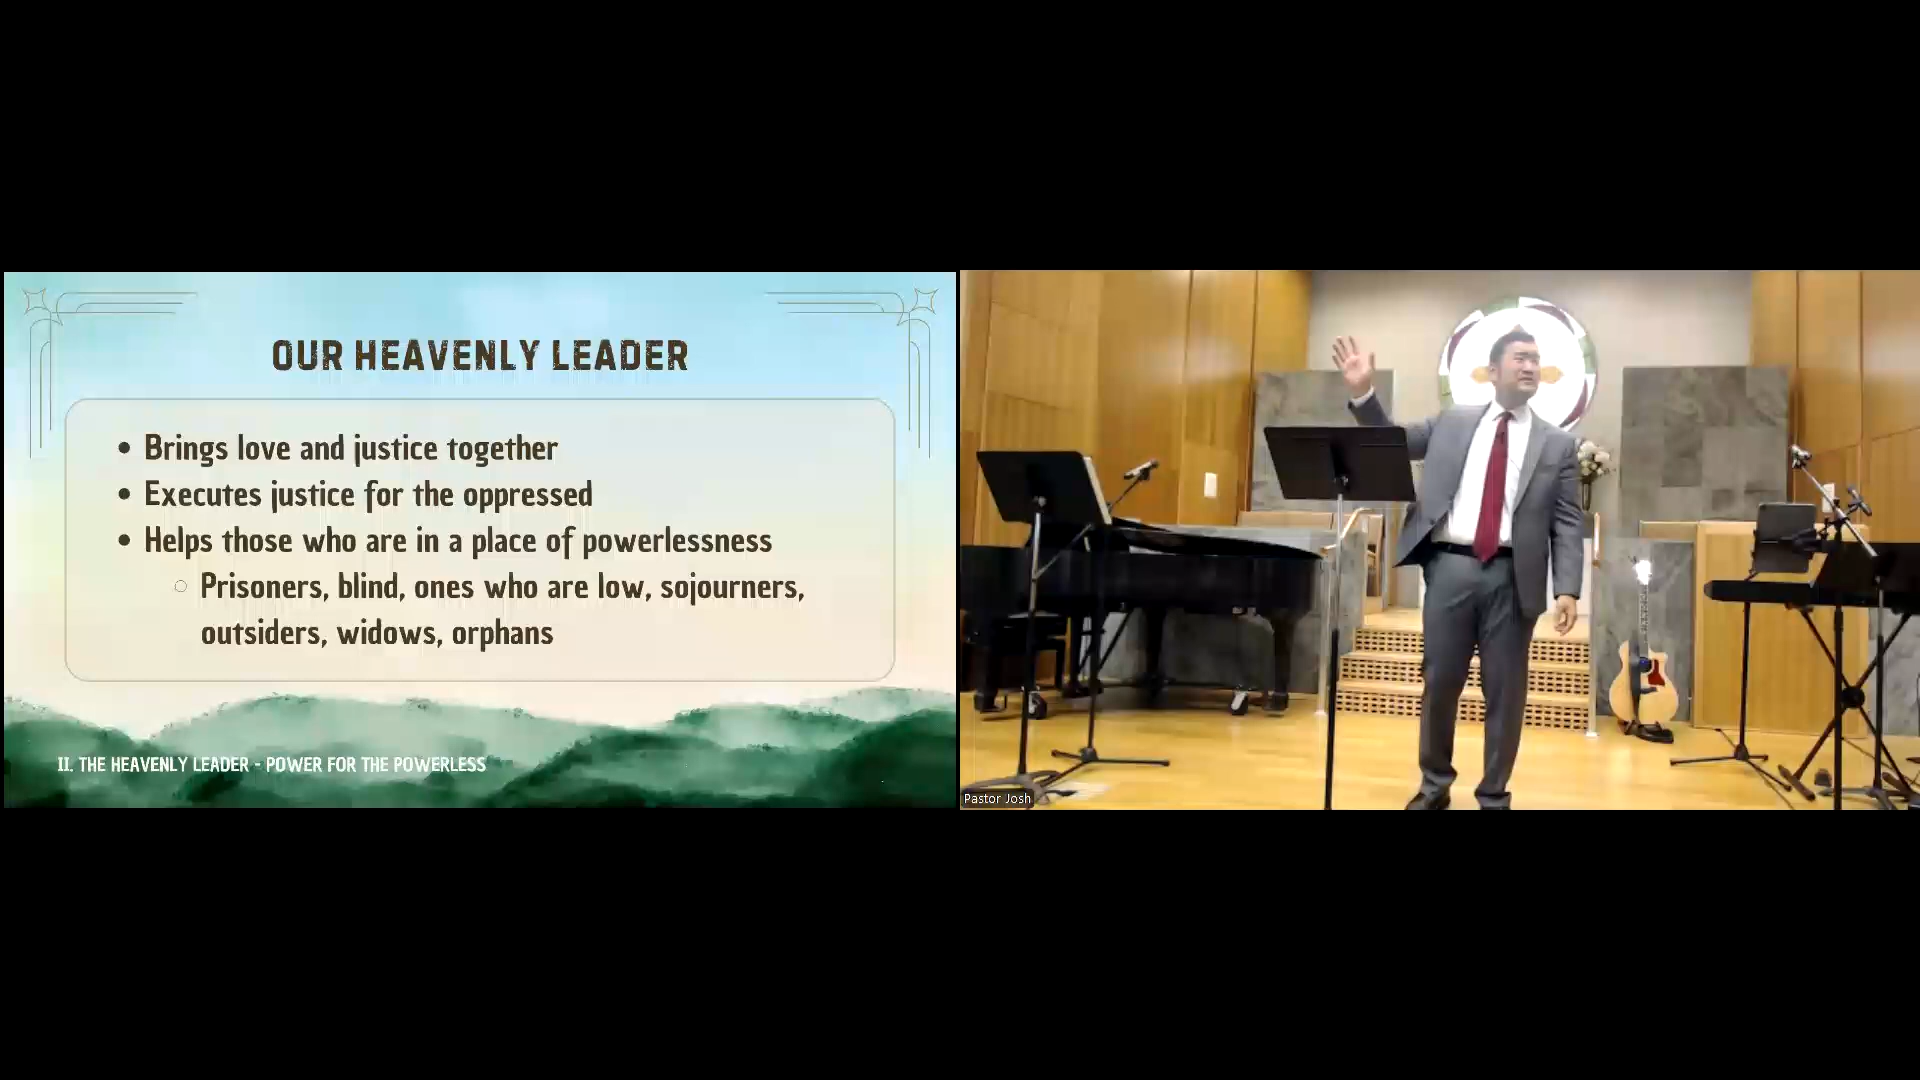 OUR HEAVENLY LEADER
• Brings love and justice together
• Executes justice for the oppressed
• Helps those who are in a place of powerlessness
○ Prisoners, blind, ones who are low, sojourners,
outsiders, widows, orphans
II. THE HEAVENLY LEADER - POWER FOR THE POWERLESS
Pastor Josh